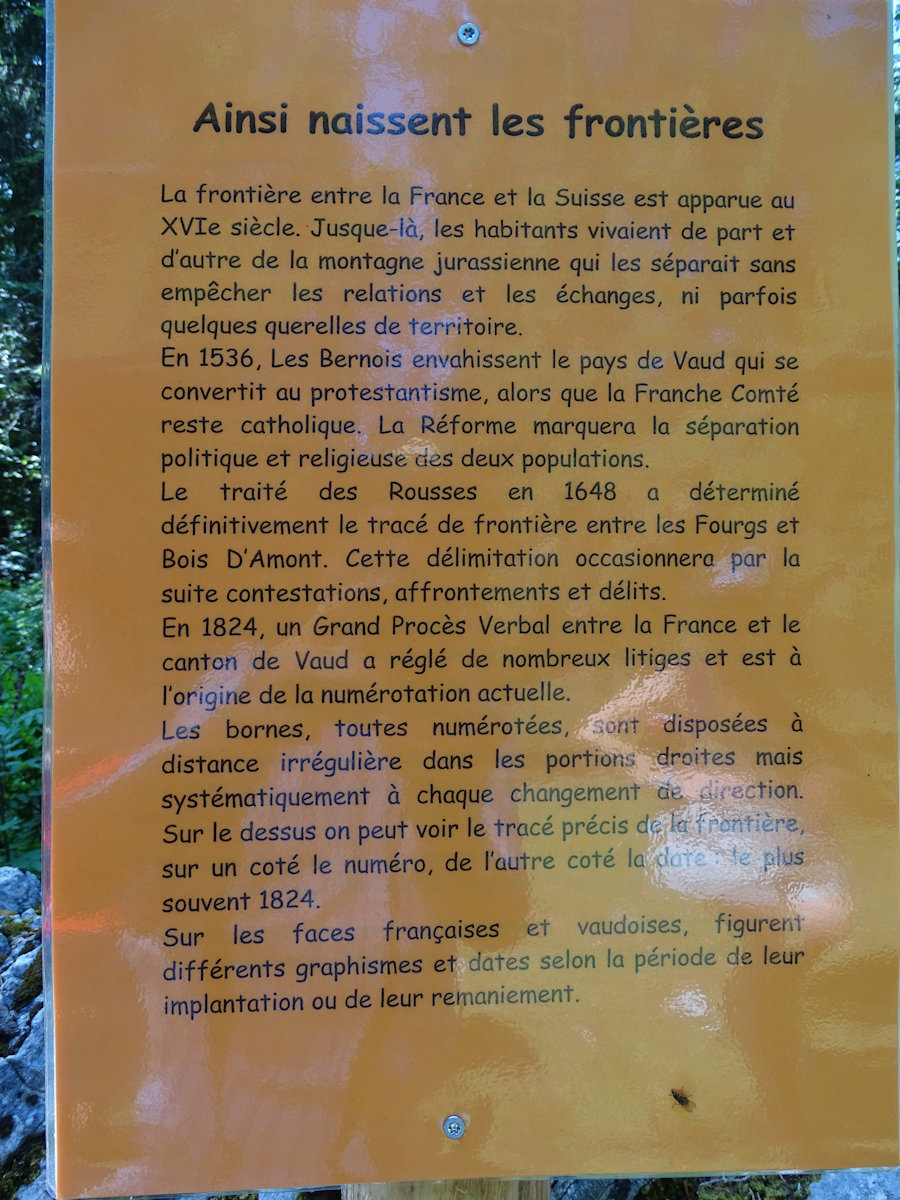 Ainsi naissent les frontières
La frontière entre la France et la Suisse est apparue au
XVIe siècle. Jusque-là, les habitants vivaient de part et
d'autre de la montagne jurassienne qui les séparait sans
empêcher les relations et les échanges, ni parfois
quelques querelles de territoire.
En 1536, Les Bernois envahissent le pays de Vaud qui se
convertit au protestantisme, alors que la Franche Comté
reste catholique. La Réforme marquera la séparation
politique et religieuse des deux populations.
Le traité des Rousses en 1648 a déterminé
définitivement le tracé de frontière entre les Fourgs et
Bois D'Amont. Cette délimitation occasionnera par la
suite contestations, affrontements et délits.
En 1824, un Grand Procès Verbal entre la France et le
canton de Vaud a réglé de nombreux litiges et est à
l'origine de la numérotation actuelle.
Les bornes, toutes numérotées, sont disposées à
distance irrégulière dans les portions droites mais
systématiquement à chaque changement de direction.
Sur le dessus on peut voir le tracé précis de la frontière,
sur un coté le numéro, de l'autre coté la date : le plus
souvent 1824.
Sur les faces françaises et vaudoises, figurent
différents graphismes et dates selon la période de leur
implantation ou de leur remaniement.